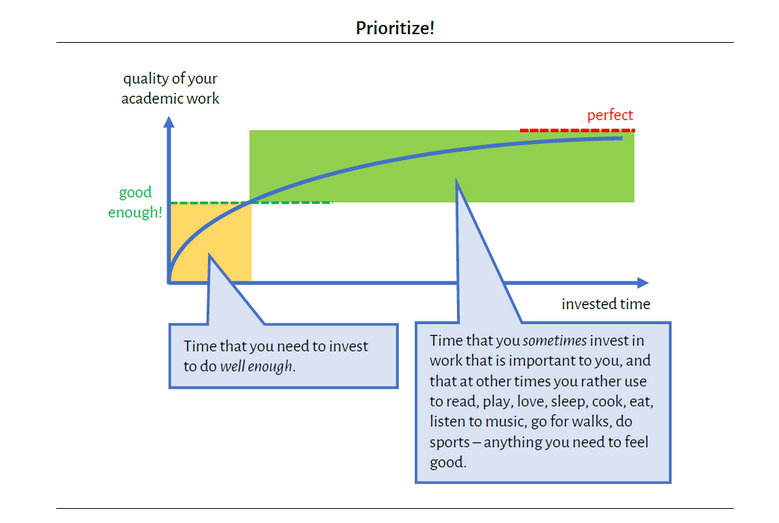 Prioritize!
quality of your
academic work
perfect
good
enough!
invested time
Time that you need to invest
to do well enough.
Time that you sometimes invest in
work that is important to you, and
that at other times you rather use
to read, play, love, sleep, cook, eat,
listen to music, go for walks, do
sports – anything you need to feel
good.